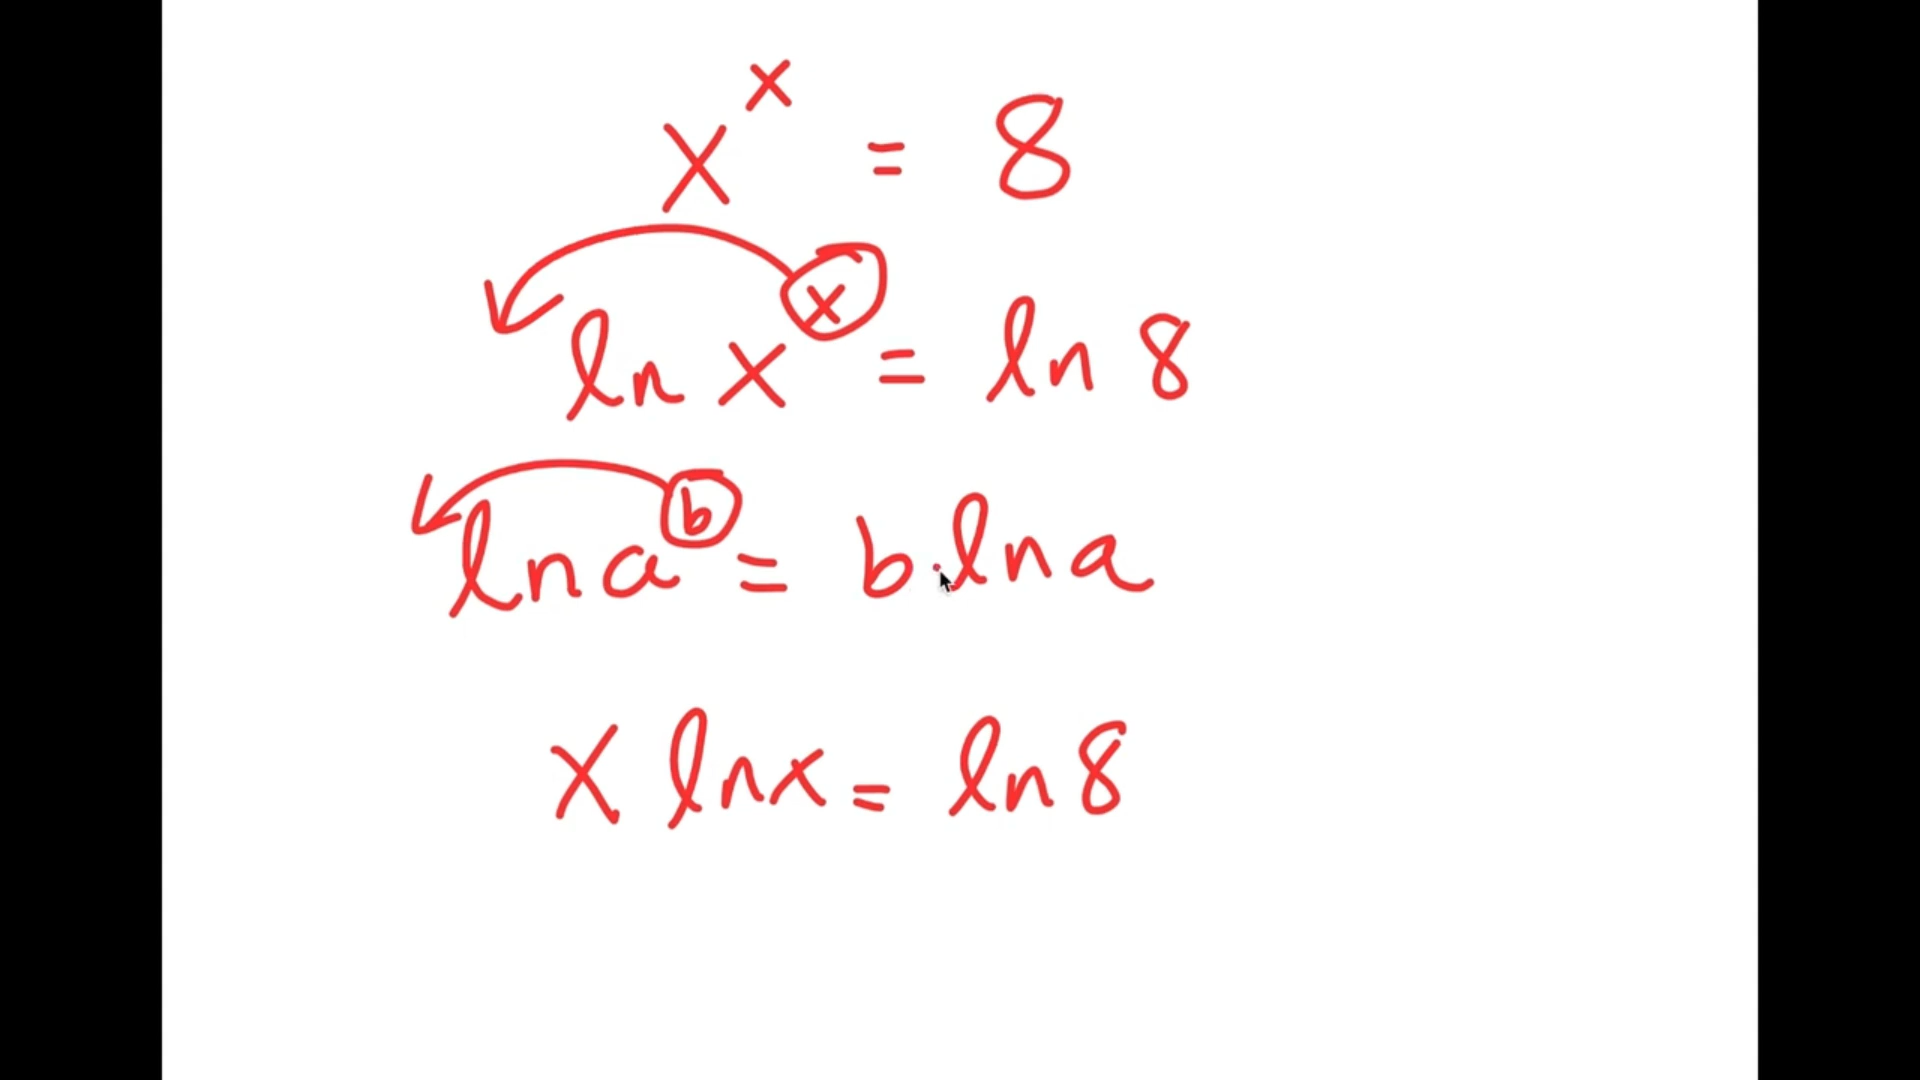 x^x = 8
ln x^x = ln 8
ln a^b = b · ln a
x ln x = ln 8